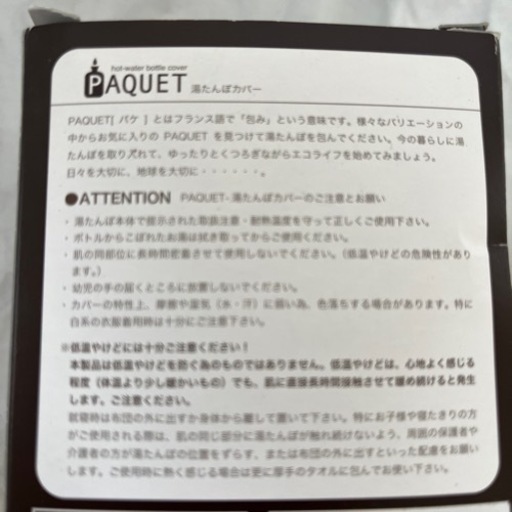 hot-water bottle cover
PAQUET 湯たんぽカバー
PAQUET[ パケ ] とはフランス語で「包み」という意味です。様々なバリエーションの
中からお気に入りの PAQUET を見つけて湯たんぽを包んでください。今の暮らしに湯
たんぽを取り入れて、ゆったりとくつろぎながらエコライフを始めてみましょう。
日々を大切に、地球を大切に・・・・・・。
●ATTENTION PAQUET-湯たんぽカバーのご注意とお願い
・湯たんぽ本体で提示された取扱注意・耐熱温度を守って正しくご使用下さい。
・ボトルからこぼれたお湯は拭き取ってからご使用ください。
・肌の同部位に長時間密着させて使用しないでください。(低温やけどの危険性があり
ます。)
・幼児の手の届くところに放置しないでください。
・カバーの特性上、摩擦や湿気(水・汗)に弱い為、色落ちする場合があります。特に
白系の衣服着用時は十分にご注意下さい。
※低温やけどには十分ご注意ください!
本製品は低温やけどを防ぐ為のものではありません。低温やけどは、心地よく感じる
程度(体温より少し暖かいもの)でも、肌に直接長時間接触させて暖め続けると発生
します。ご注意ください。
就寝時は布団の外に出すか身体から離して置いて下さい。特にお子様や寝たきりの方
がご使用される際は、肌の同じ部分に湯たんぽが触れ続けないよう、周囲の保護者や
介護者の方が湯たんぽの位置をずらす、または布団の外に出すといった配慮をお願い
します。ご使用時に熱く感じる場合は更に厚手のタオルに包んでお使い下さい。